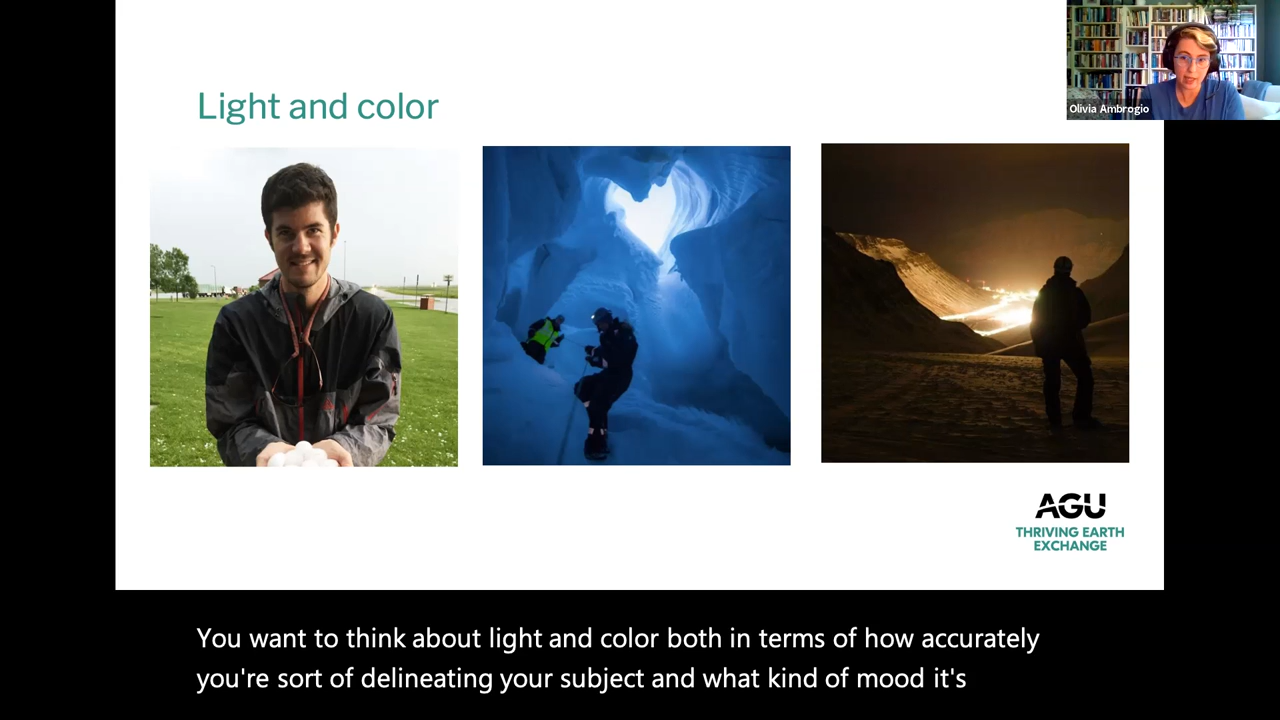 Light and color
Olivia Ambrogio
AGU
THRIVING EARTH
EXCHANGE
You want to think about light and color both in terms of how accurately
you're sort of delineating your subject and what kind of mood it's